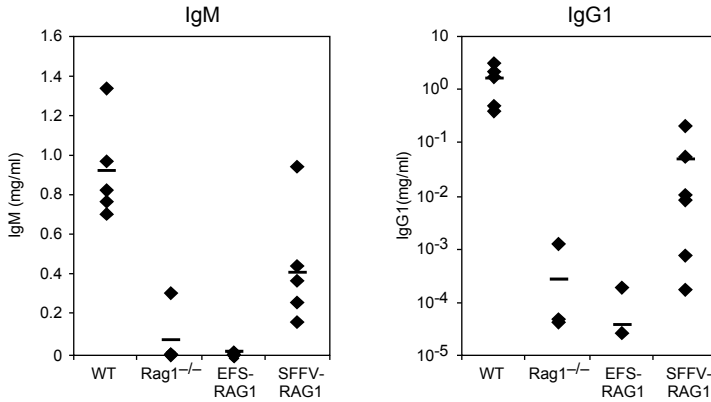 IgM
IgG1
1.6
1.4
1.2
1.0
0.8
0.6
0.4
0.2
0
IgM (mg/ml)
WT
Rag1–/–
EFS-
RAG1
SFFV-
RAG1
10
10⁰
10⁻¹
10⁻²
10⁻³
10⁻⁴
10⁻⁵
IgG1(mg/ml)
WT
Rag1–/–
EFS-
RAG1
SFFV-
RAG1